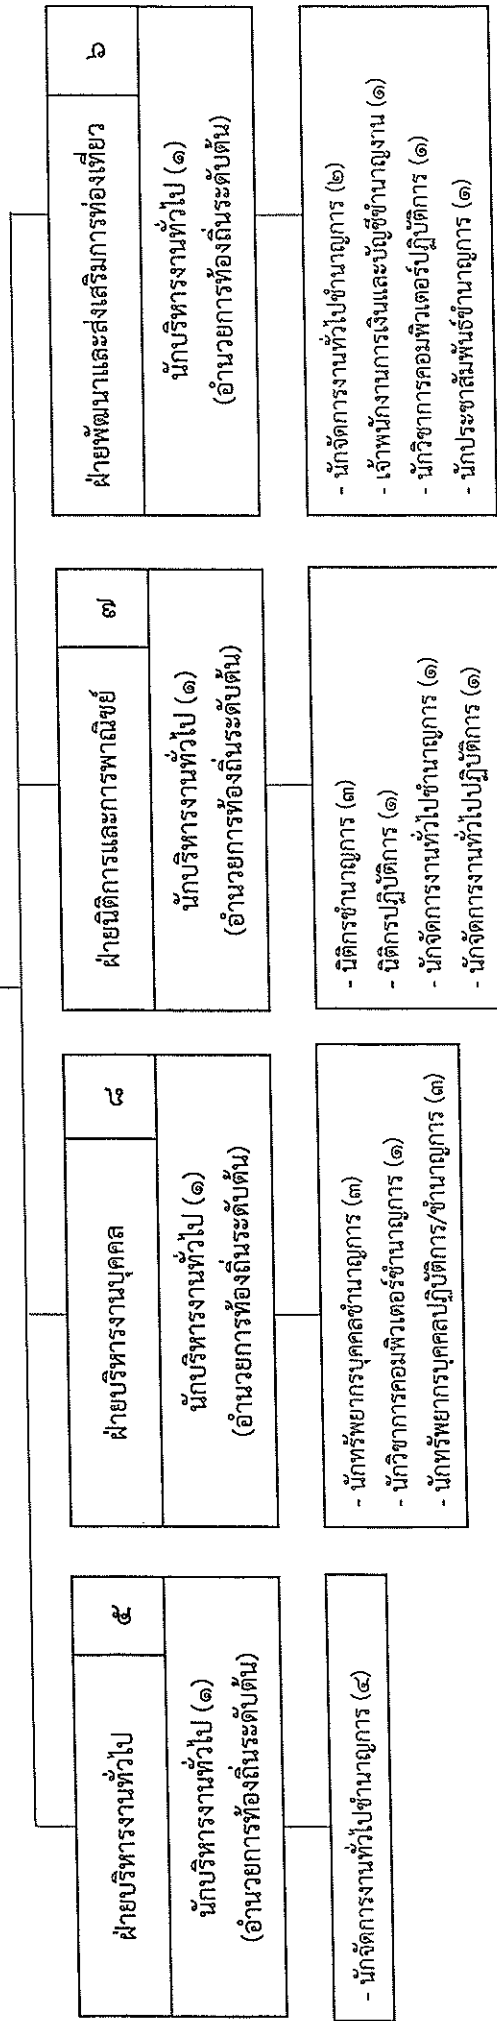 ฝ่ายบริหารงานทั่วไป ๕
นักบริหารงานทั่วไป (๑)
(อำนวยการท้องถิ่นระดับต้น)
- นักจัดการงานทั่วไปชำนาญการ (๔)
ฝ่ายบริหารงานบุคคล ๘
นักบริหารงานทั่วไป (๑)
(อำนวยการท้องถิ่นระดับต้น)
- นักทรัพยากรบุคคลชำนาญการ (๓)
- นักวิชาการคอมพิวเตอร์ชำนาญการ (๑)
- นักทรัพยากรบุคคลปฏิบัติการ/ชำนาญการ (๓)
ฝ่ายนิติการและการพาณิชย์ ๗
นักบริหารงานทั่วไป (๑)
(อำนวยการท้องถิ่นระดับต้น)
- นิติกรชำนาญการ (๓)
- นิติกรปฏิบัติการ (๑)
- นักจัดการงานทั่วไปชำนาญการ (๑)
- นักจัดการงานทั่วไปปฏิบัติการ (๑)
ฝ่ายพัฒนาและส่งเสริมการท่องเที่ยว ๖
นักบริหารงานทั่วไป (๑)
(อำนวยการท้องถิ่นระดับต้น)
- นักจัดการงานทั่วไปชำนาญการ (๒)
- เจ้าพนักงานการเงินและบัญชีชำนาญงาน (๑)
- นักวิชาการคอมพิวเตอร์ปฏิบัติการ (๑)
- นักประชาสัมพันธ์ชำนาญการ (๑)